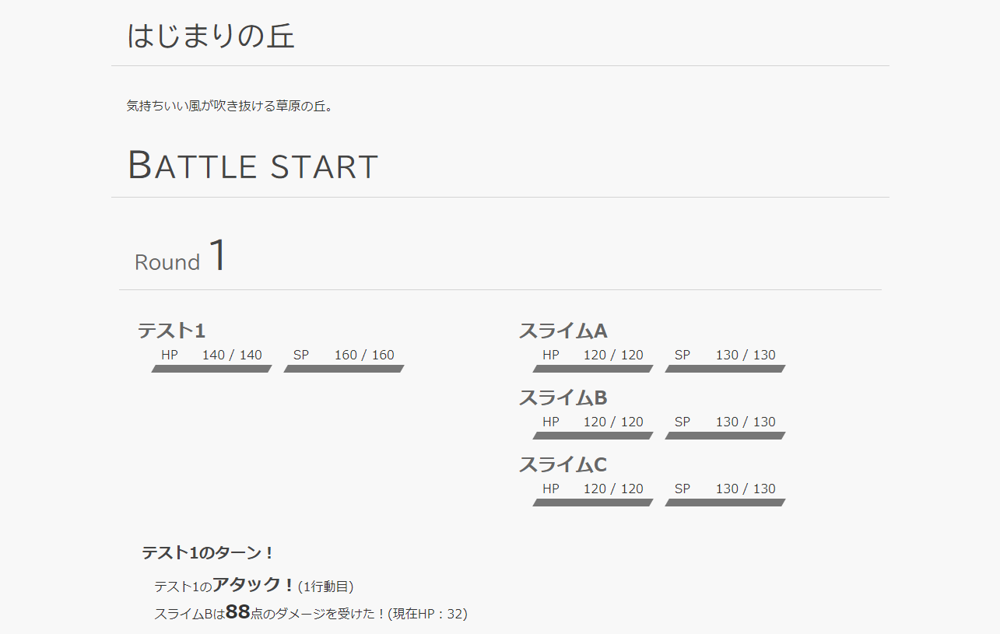 はじまりの丘
気持ちいい風が吹き抜ける草原の丘。
BATTLE START
Round 1
テスト1
HP 140 / 140 SP 160 / 160
スライムA
HP 120 / 120 SP 130 / 130
スライムB
HP 120 / 120 SP 130 / 130
スライムC
HP 120 / 120 SP 130 / 130
テスト1のターン！
テスト1のアタック！(1行動目)
スライムBは88点のダメージを受けた！(現在HP：32)